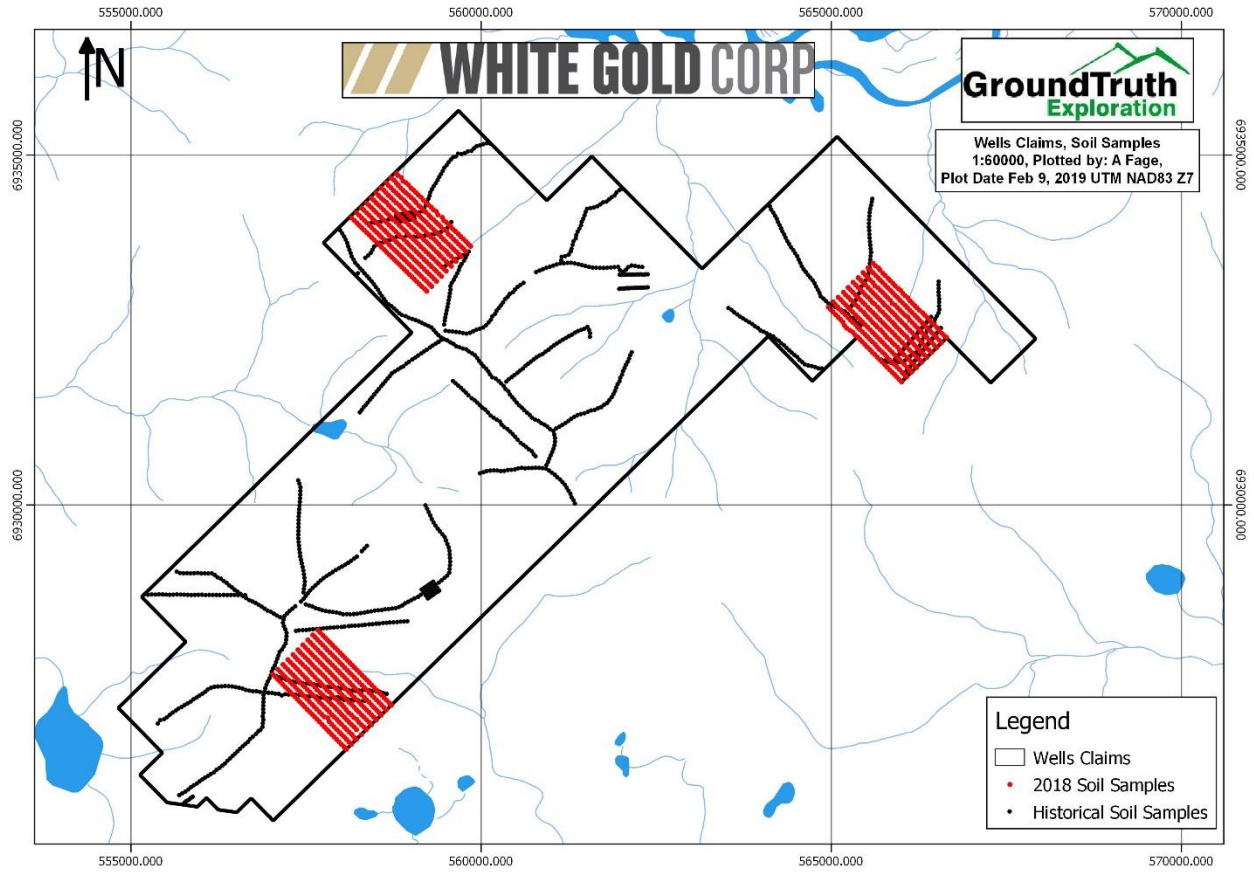 555000.000 560000.000 565000.000 570000.000
N
WHITE GOLD CORP
GroundTruth
Exploration
Wells Claims, Soil Samples
1:60000, Plotted by: A Fage,
Plot Date Feb 9, 2019 UTM NAD83 Z7
6935000.000 6935000.000
6930000.000 6930000.000
Legend
Wells Claims
2018 Soil Samples
Historical Soil Samples
555000.000 560000.000 565000.000 570000.000